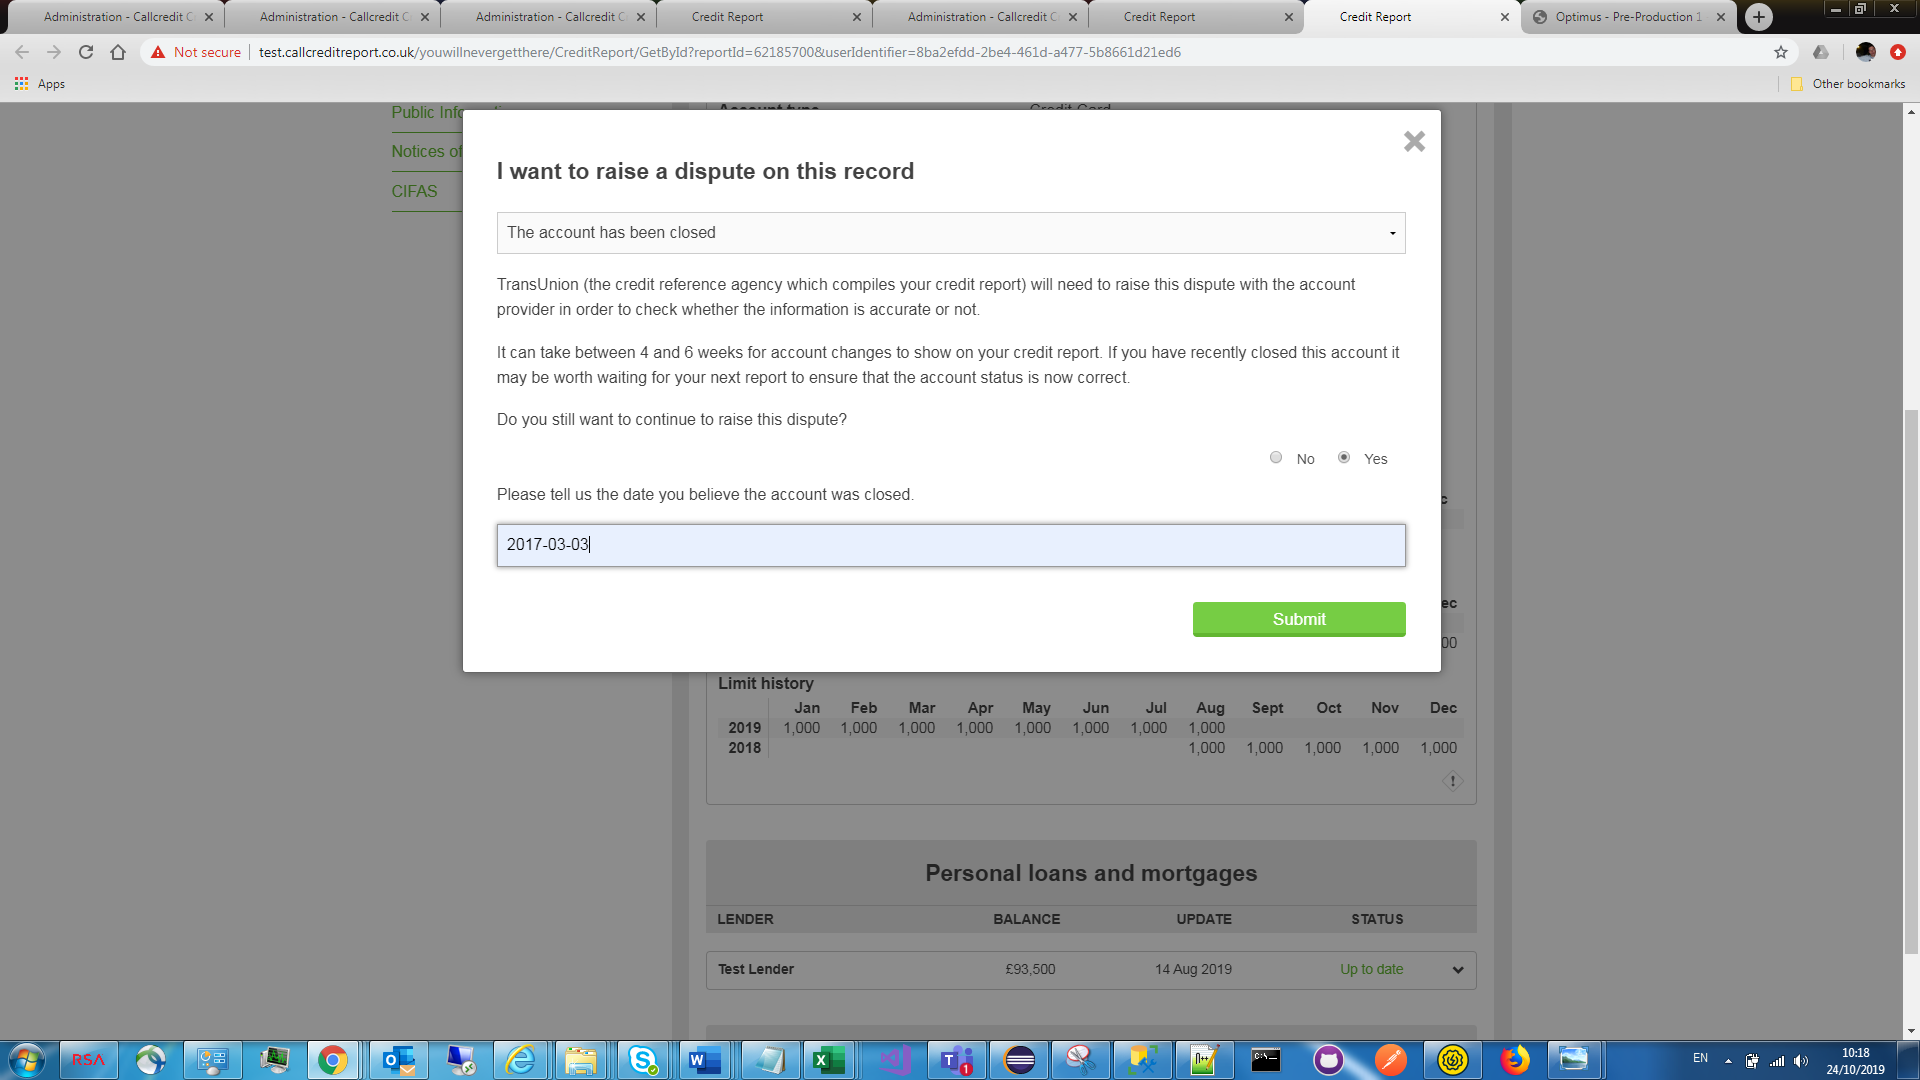 Administration - Callcredit C
Administration - Callcredit C
Administration - Callcredit C
Credit Report
Administration - Callcredit C
Credit Report
Credit Report
Optimus - Pre-Production 1
Not secure
test.callcreditreport.co.uk/youwillnevergetthere/CreditReport/GetById?reportId=62185700&userIdentifier=8ba2efdd-2be4-461d-a477-5b8661d21ed6
Apps
Other bookmarks
Public Info
Notices of
CIFAS
Account type Credit Card
I want to raise a dispute on this record
The account has been closed
TransUnion (the credit reference agency which compiles your credit report) will need to raise this dispute with the account
provider in order to check whether the information is accurate or not.
It can take between 4 and 6 weeks for account changes to show on your credit report. If you have recently closed this account it
may be worth waiting for your next report to ensure that the account status is now correct.
Do you still want to continue to raise this dispute?
No Yes
Please tell us the date you believe the account was closed.
2017-03-03
Submit
c
ec
00
Limit history
Jan Feb Mar Apr May Jun Jul Aug Sept Oct Nov Dec
2019 1,000 1,000 1,000 1,000 1,000 1,000 1,000 1,000
2018 1,000 1,000 1,000 1,000 1,000
Personal loans and mortgages
LENDER BALANCE UPDATE STATUS
Test Lender £93,500 14 Aug 2019 Up to date
RSA
EN
10:18
24/10/2019